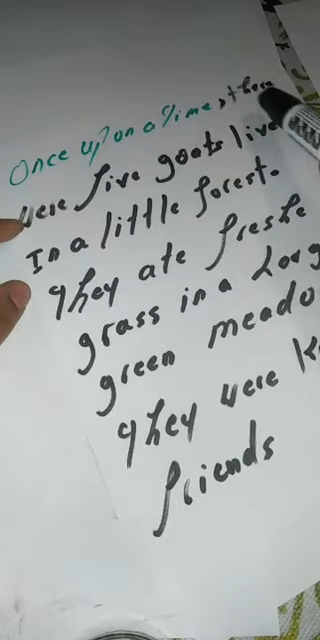 Once upon a time, there
were five goats live
In a little forest.
They ate freshe
grass in a Long
green meado
They were
friends